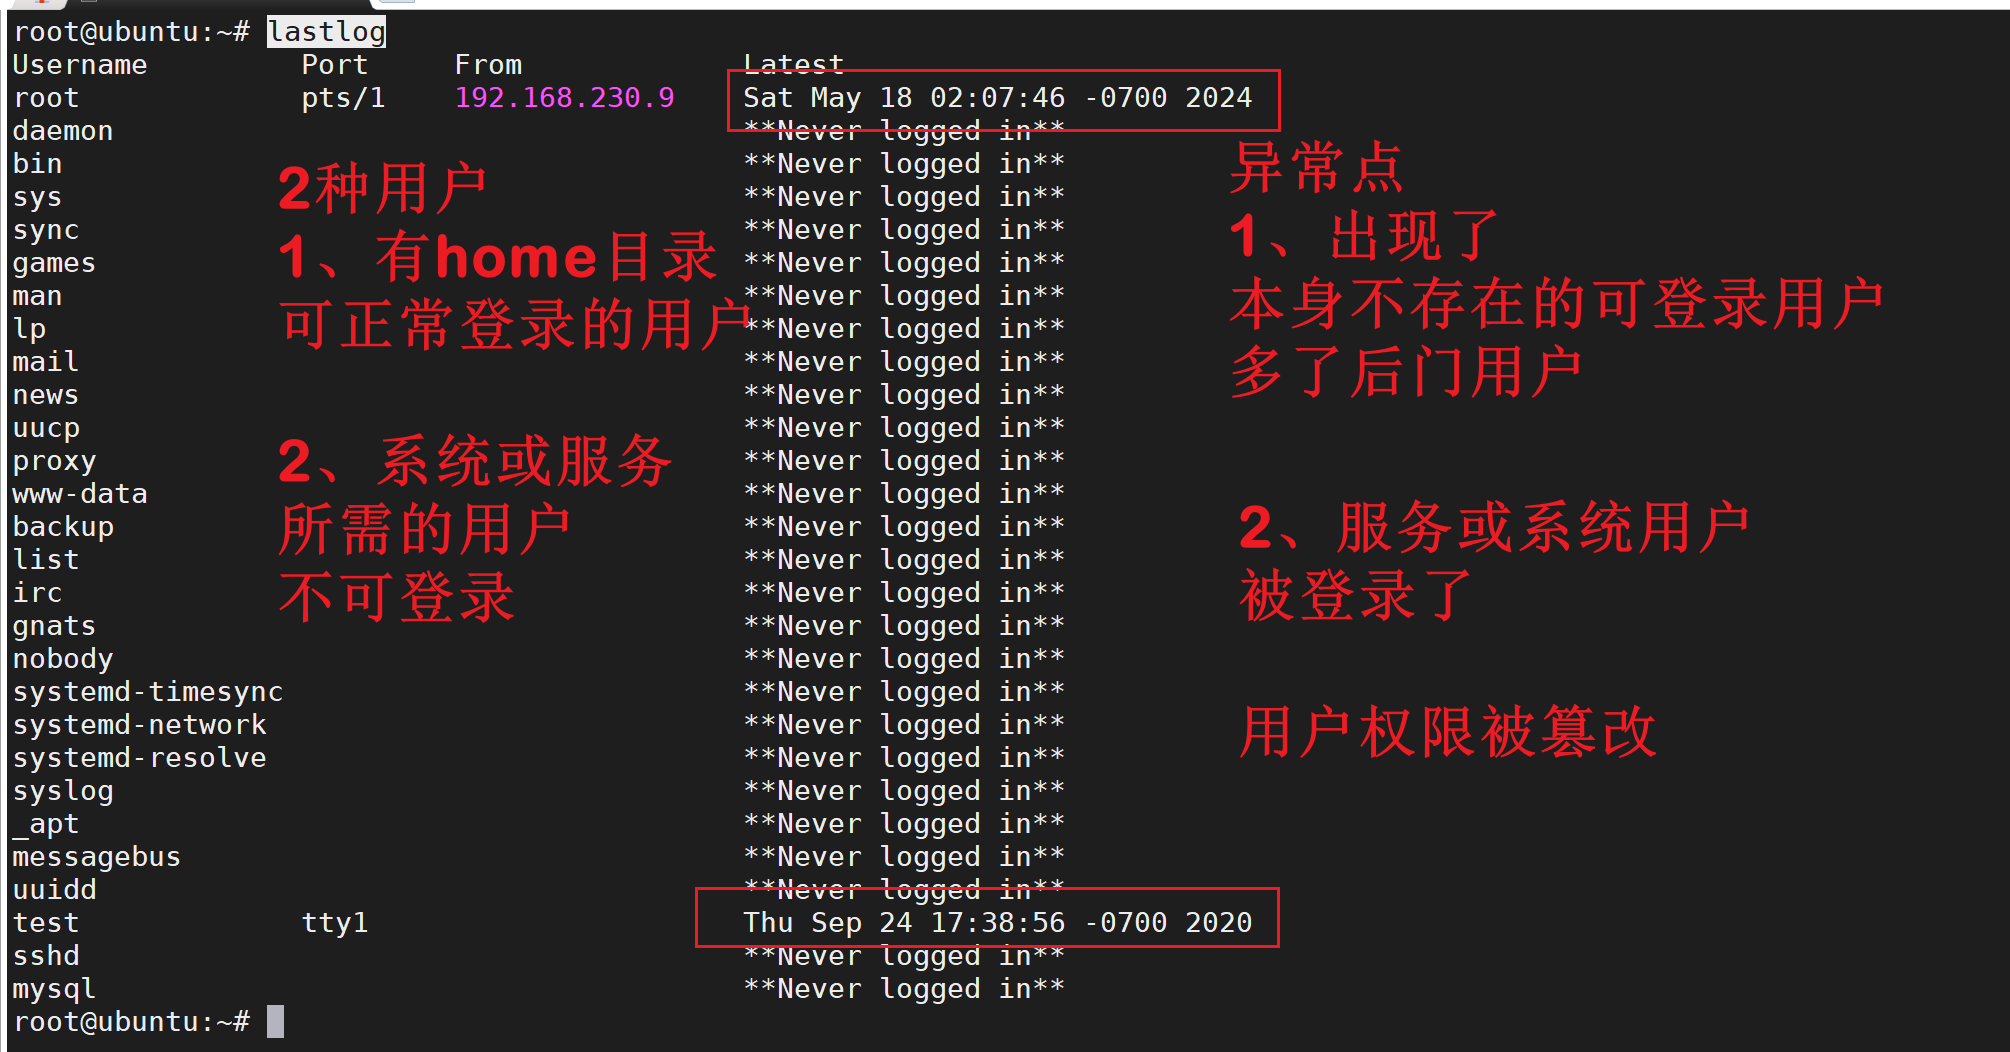 root@ubuntu:~# lastlog
Username Port From Latest
root pts/1 192.168.230.9 Sat May 18 02:07:46 -0700 2024
daemon **Never logged in**
bin **Never logged in**
sys **Never logged in**
sync **Never logged in**
games **Never logged in**
man **Never logged in**
lp **Never logged in**
mail **Never logged in**
news **Never logged in**
uucp **Never logged in**
proxy **Never logged in**
www-data **Never logged in**
backup **Never logged in**
list **Never logged in**
irc **Never logged in**
gnats **Never logged in**
nobody **Never logged in**
systemd-timesync **Never logged in**
systemd-network **Never logged in**
systemd-resolve **Never logged in**
syslog **Never logged in**
_apt **Never logged in**
messagebus **Never logged in**
uuidd **Never logged in**
test tty1 Thu Sep 24 17:38:56 -0700 2020
sshd **Never logged in**
mysql **Never logged in**
root@ubuntu:~#
2种用户
1、有home目录
可正常登录的用户
2、系统或服务
所需的用户
不可登录
异常点
1、出现了
本身不存在的可登录用户
多了后门用户
2、服务或系统用户
被登录了
用户权限被篡改